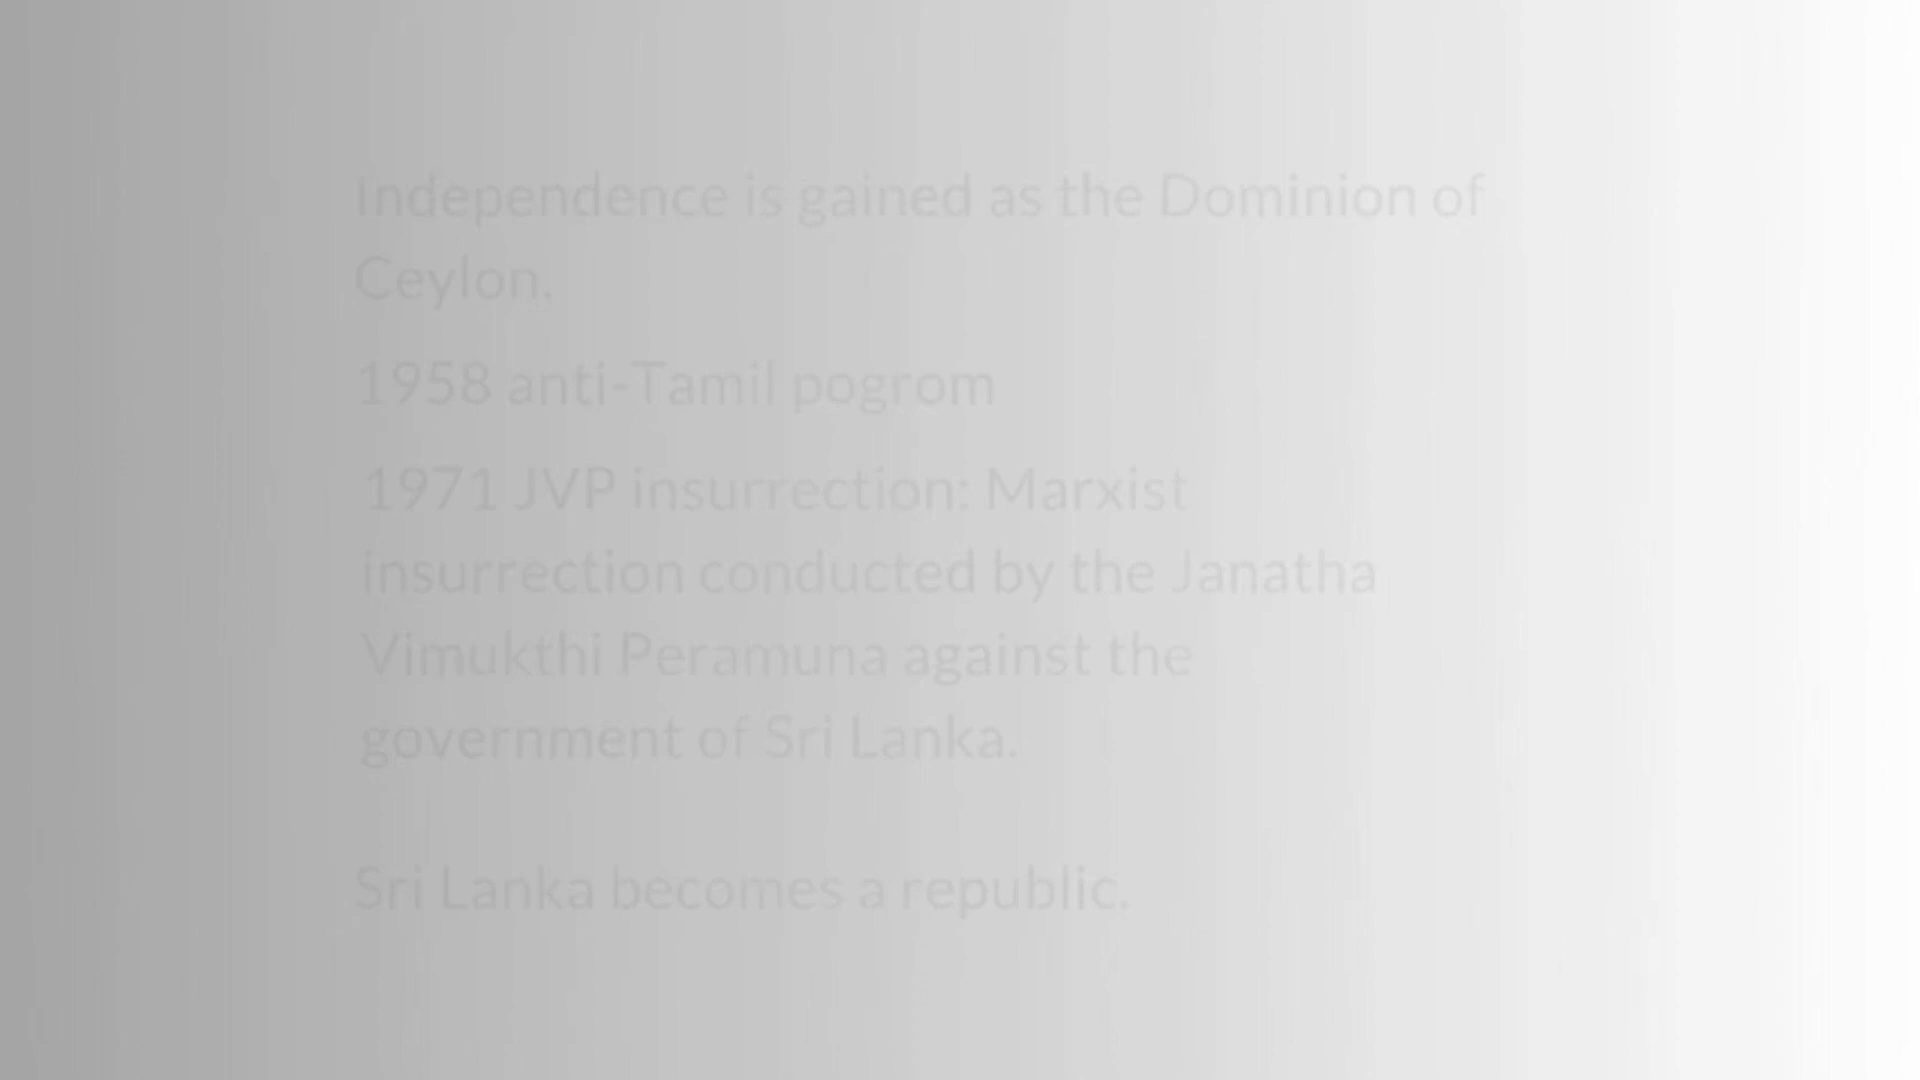 Independence is gained as the Dominion of
Ceylon.
1958 anti-Tamil pogrom
1971 JVP insurrection: Marxist
insurrection conducted by the Janatha
Vimukthi Peramuna against the
government of Sri Lanka.
Sri Lanka becomes a republic.